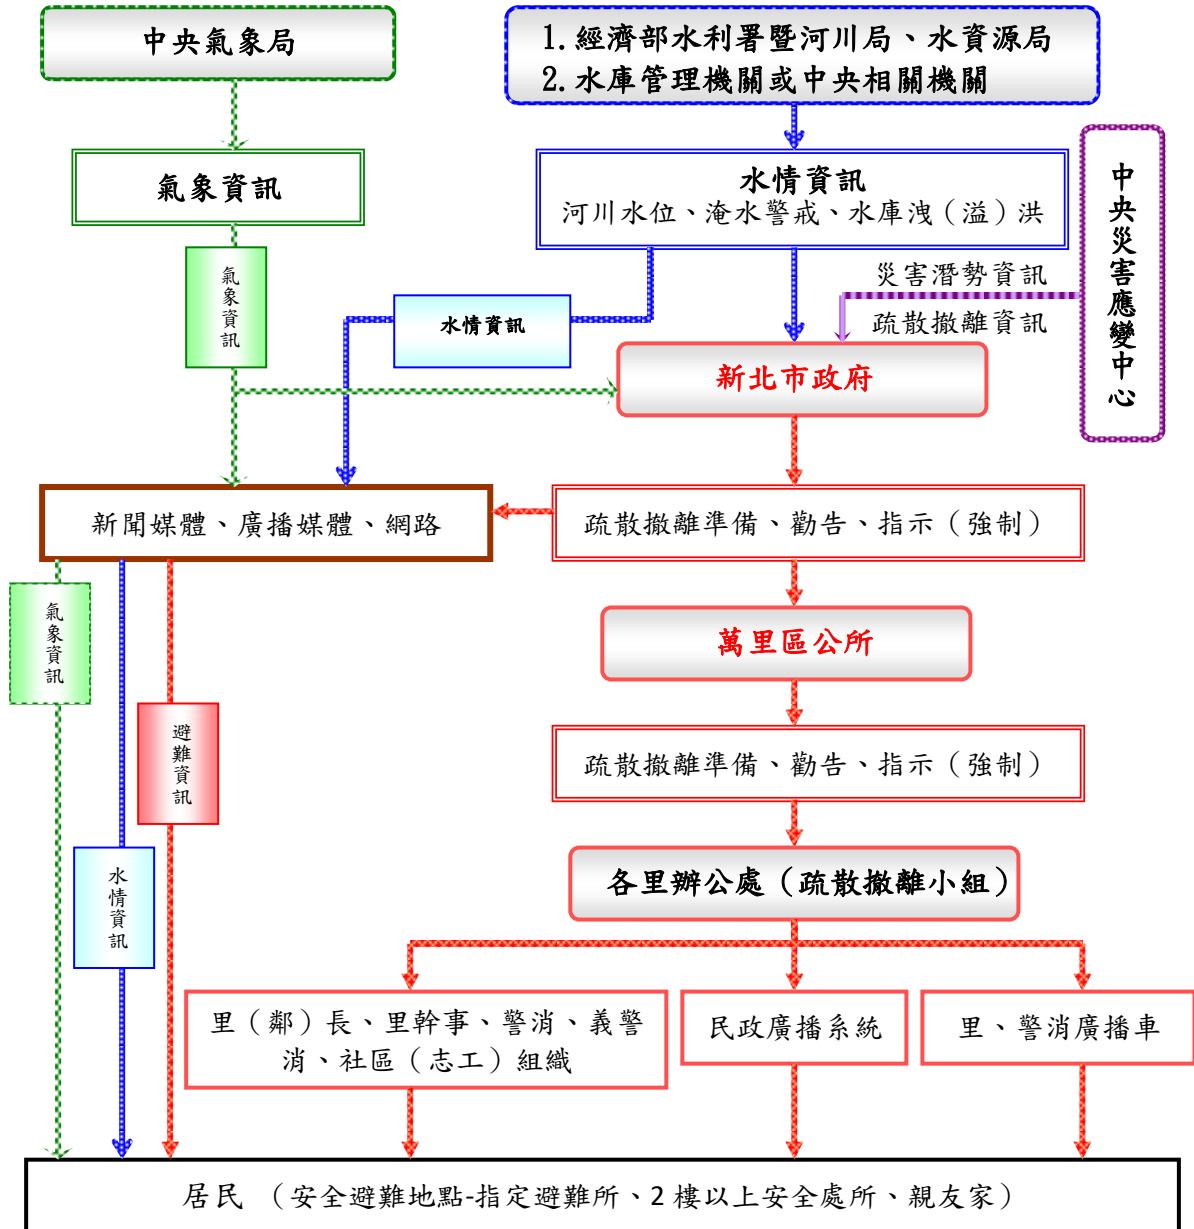 中央氣象局
1. 經濟部水利署暨河川局、水資源局
2. 水庫管理機關或中央相關機關
氣象資訊
水情資訊
河川水位、淹水警戒、水庫洩（溢）洪
中央災害應變中心
氣象資訊
災害潛勢資訊
疏散撤離資訊
水情資訊
新北市政府
新聞媒體、廣播媒體、網路
疏散撤離準備、勸告、指示（強制）
氣象資訊
萬里區公所
避難資訊
疏散撤離準備、勸告、指示（強制）
水情資訊
各里辦公處（疏散撤離小組）
里（鄰）長、里幹事、警消、義警
消、社區（志工）組織
民政廣播系統
里、警消廣播車
居民 （安全避難地點-指定避難所、2 樓以上安全處所、親友家）